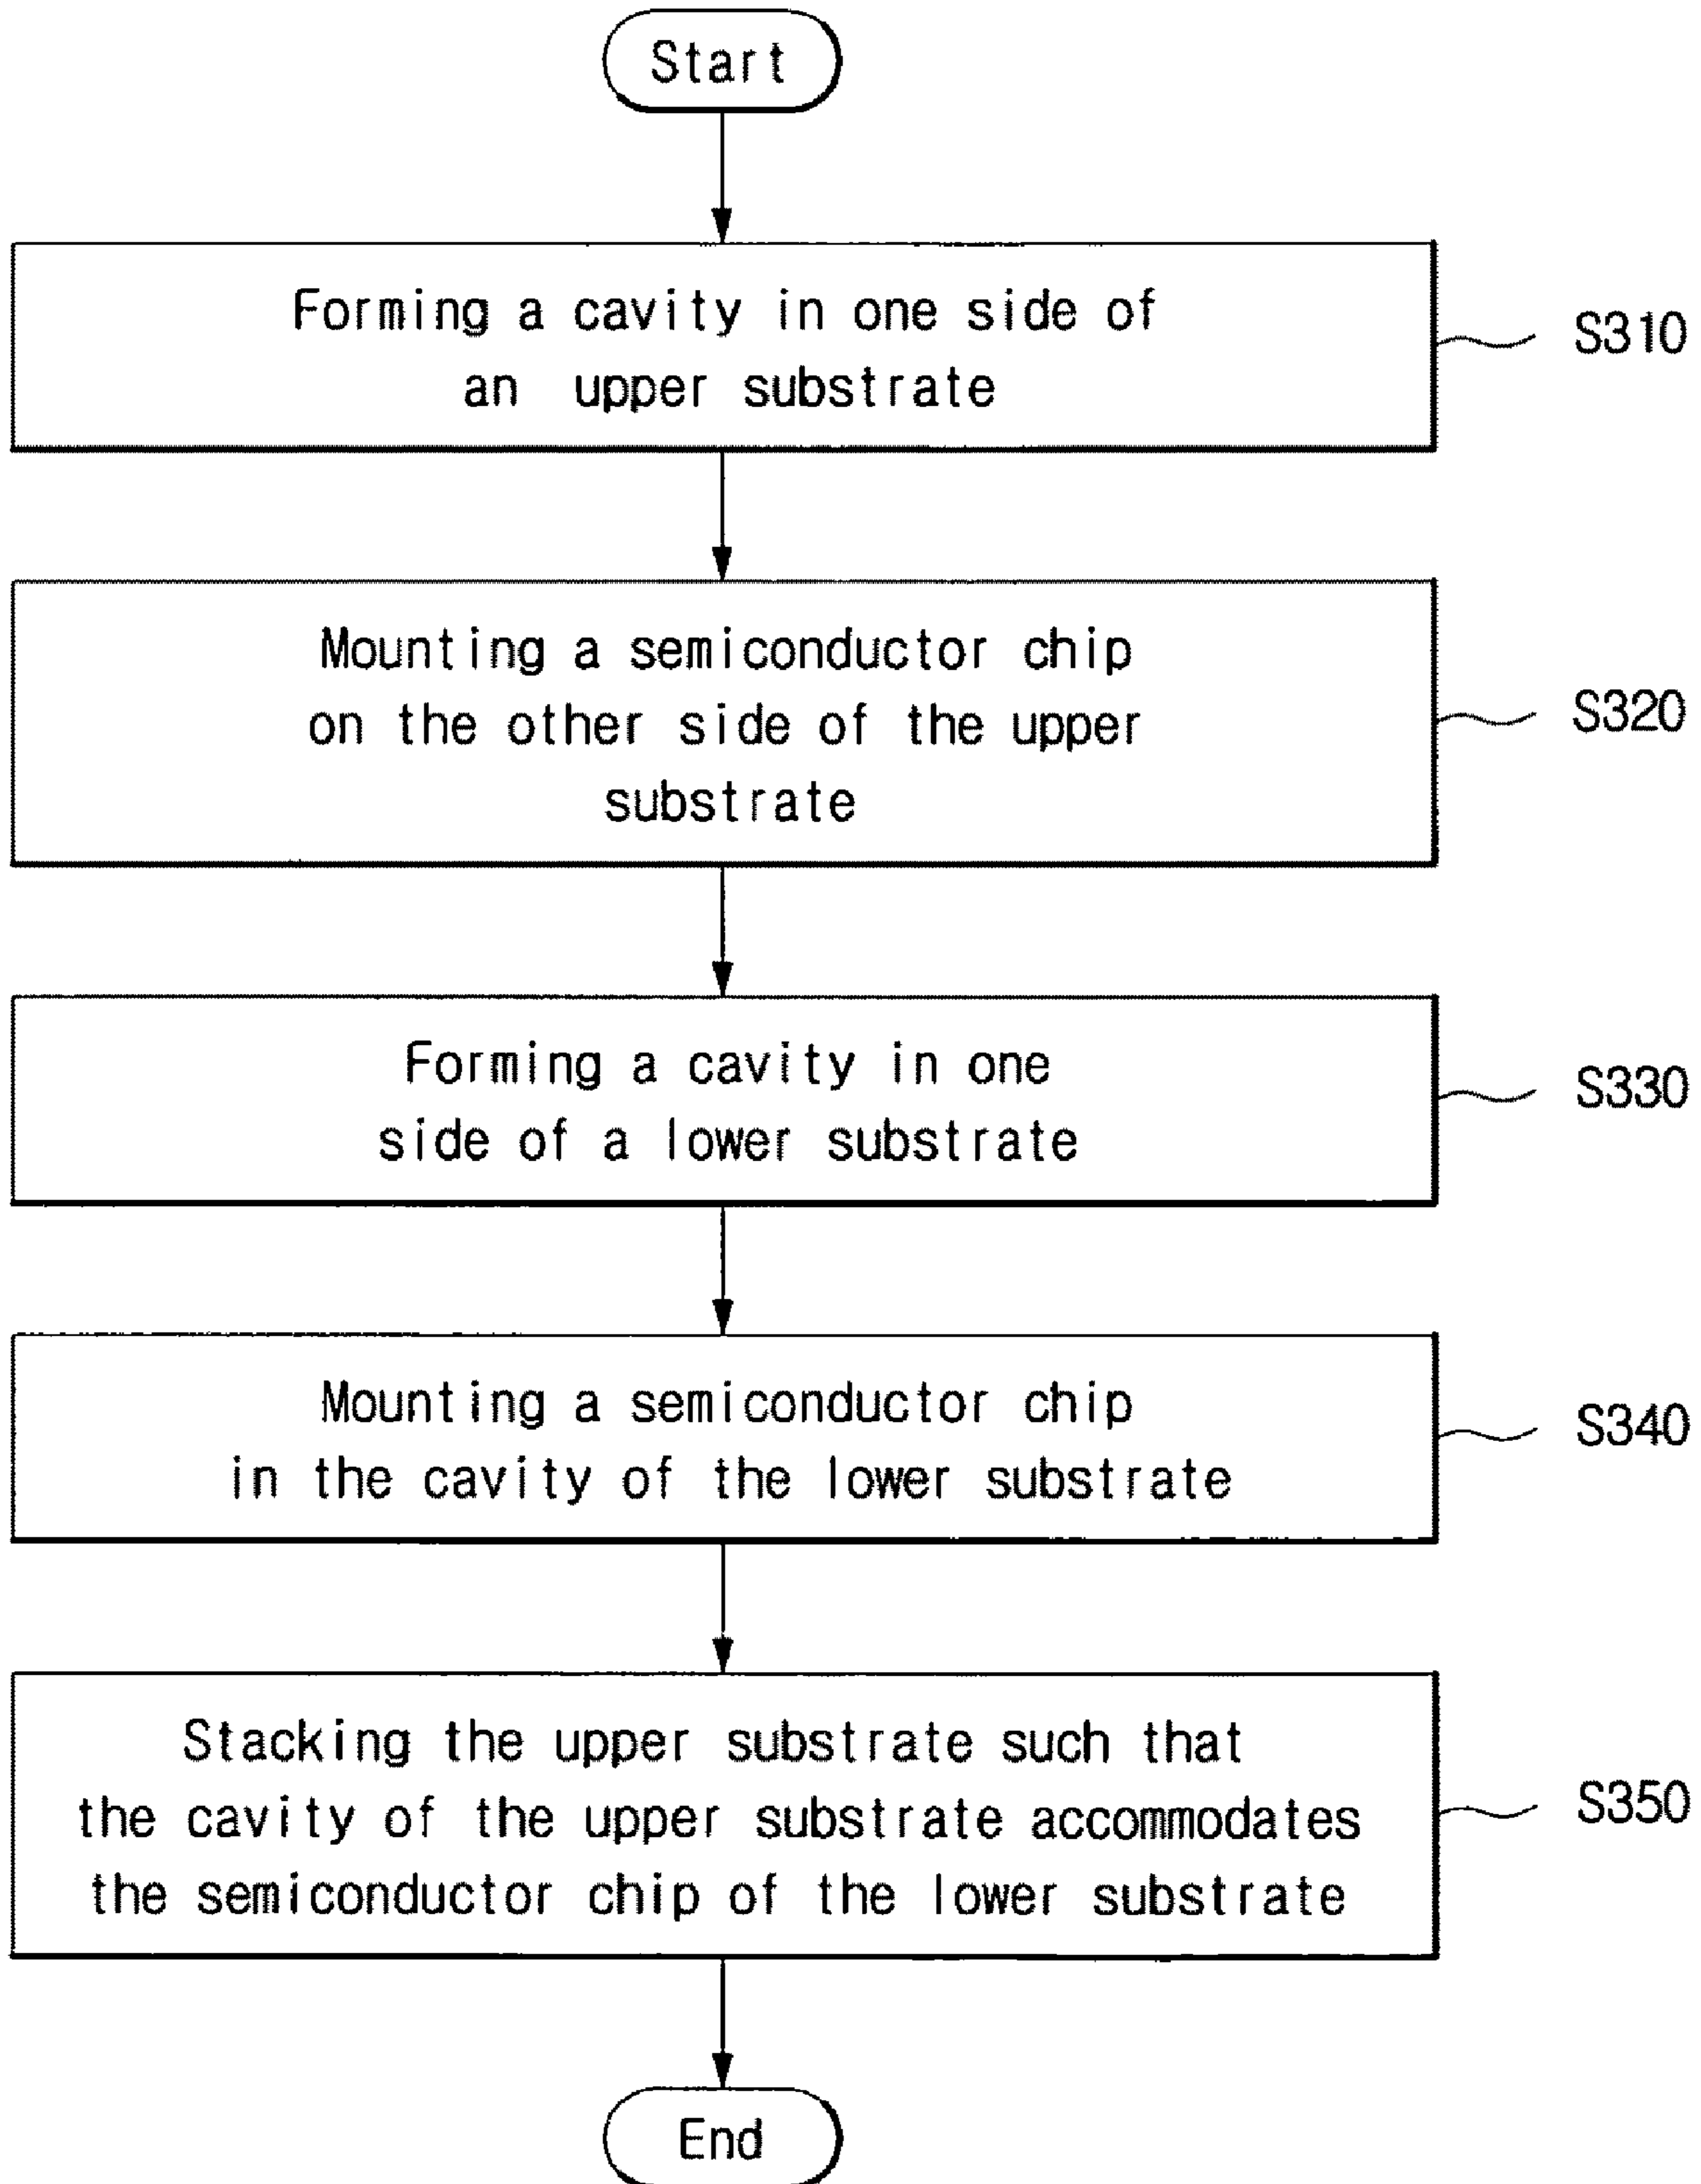 Start
Forming a cavity in one side of
an upper substrate
S310
Mounting a semiconductor chip
on the other side of the upper
substrate
S320
Forming a cavity in one
side of a lower substrate
S330
Mounting a semiconductor chip
in the cavity of the lower substrate
S340
Stacking the upper substrate such that
the cavity of the upper substrate accommodates
the semiconductor chip of the lower substrate
S350
End